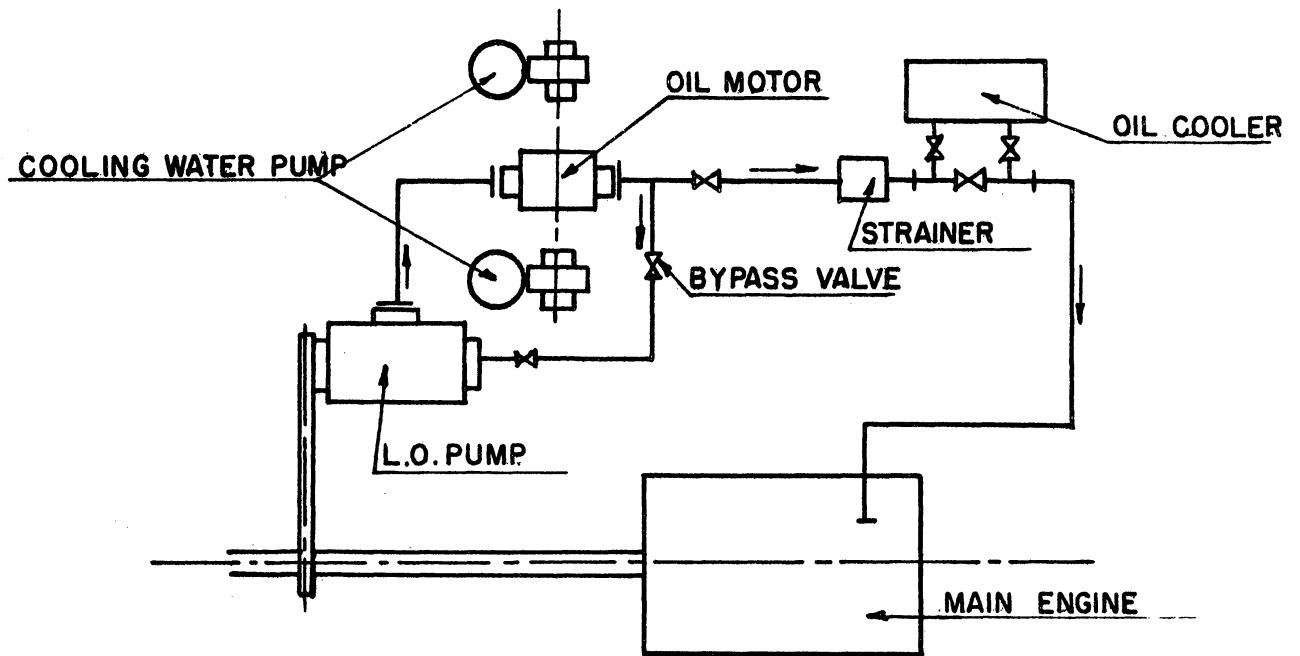 OIL MOTOR
OIL COOLER
COOLING WATER PUMP
STRAINER
BYPASS VALVE
L.O. PUMP
MAIN ENGINE